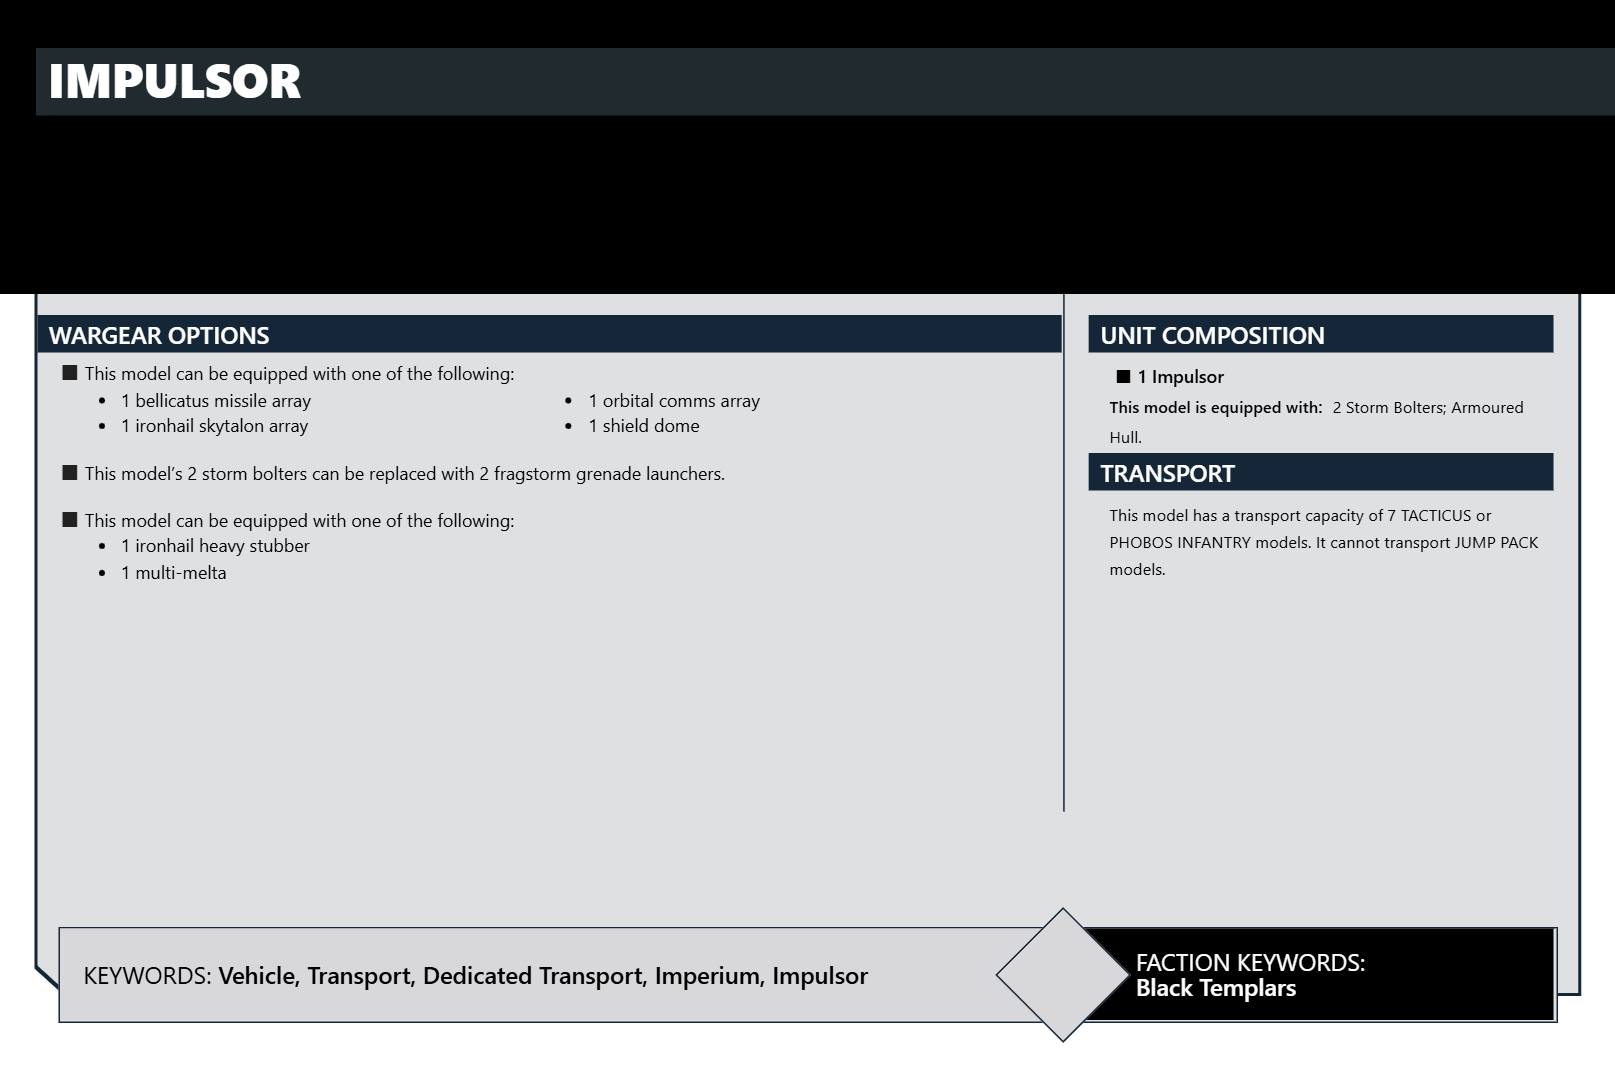 IMPULSOR
WARGEAR OPTIONS
■ This model can be equipped with one of the following:
• 1 bellicatus missile array
• 1 ironhail skytalon array
• 1 orbital comms array
• 1 shield dome
■ This model’s 2 storm bolters can be replaced with 2 fragstorm grenade launchers.
■ This model can be equipped with one of the following:
• 1 ironhail heavy stubber
• 1 multi-melta
UNIT COMPOSITION
■ 1 Impulsor
This model is equipped with: 2 Storm Bolters; Armoured
Hull.
TRANSPORT
This model has a transport capacity of 7 TACTICUS or
PHOBOS INFANTRY models. It cannot transport JUMP PACK
models.
KEYWORDS: Vehicle, Transport, Dedicated Transport, Imperium, Impulsor
FACTION KEYWORDS:
Black Templars